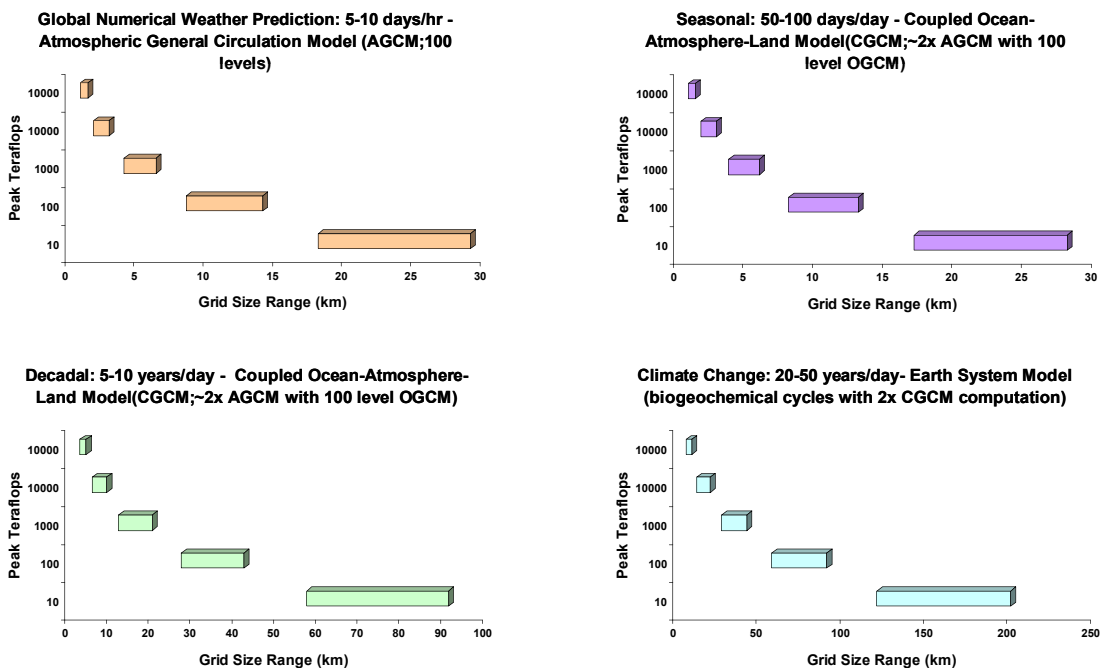 Global Numerical Weather Prediction: 5-10 days/hr -
Atmospheric General Circulation Model (AGCM;100
levels)
Peak Teraflops
10000
10000
1000
100
10
0 5 10 15 20 25 30
Grid Size Range (km)
Seasonal: 50-100 days/day - Coupled Ocean-
Atmosphere-Land Model(CGCM;~2x AGCM with 100
level OGCM)
Peak Teraflops
10000
10000
1000
100
10
0 5 10 15 20 25 30
Grid Size Range (km)
Decadal: 5-10 years/day - Coupled Ocean-Atmosphere-
Land Model(CGCM;~2x AGCM with 100 level OGCM)
Peak Teraflops
10000
10000
1000
100
10
0 10 20 30 40 50 60 70 80 90 100
Grid Size Range (km)
Climate Change: 20-50 years/day- Earth System Model
(biogeochemical cycles with 2x CGCM computation)
Peak Teraflops
10000
10000
1000
100
10
0 50 100 150 200 250
Grid Size Range (km)